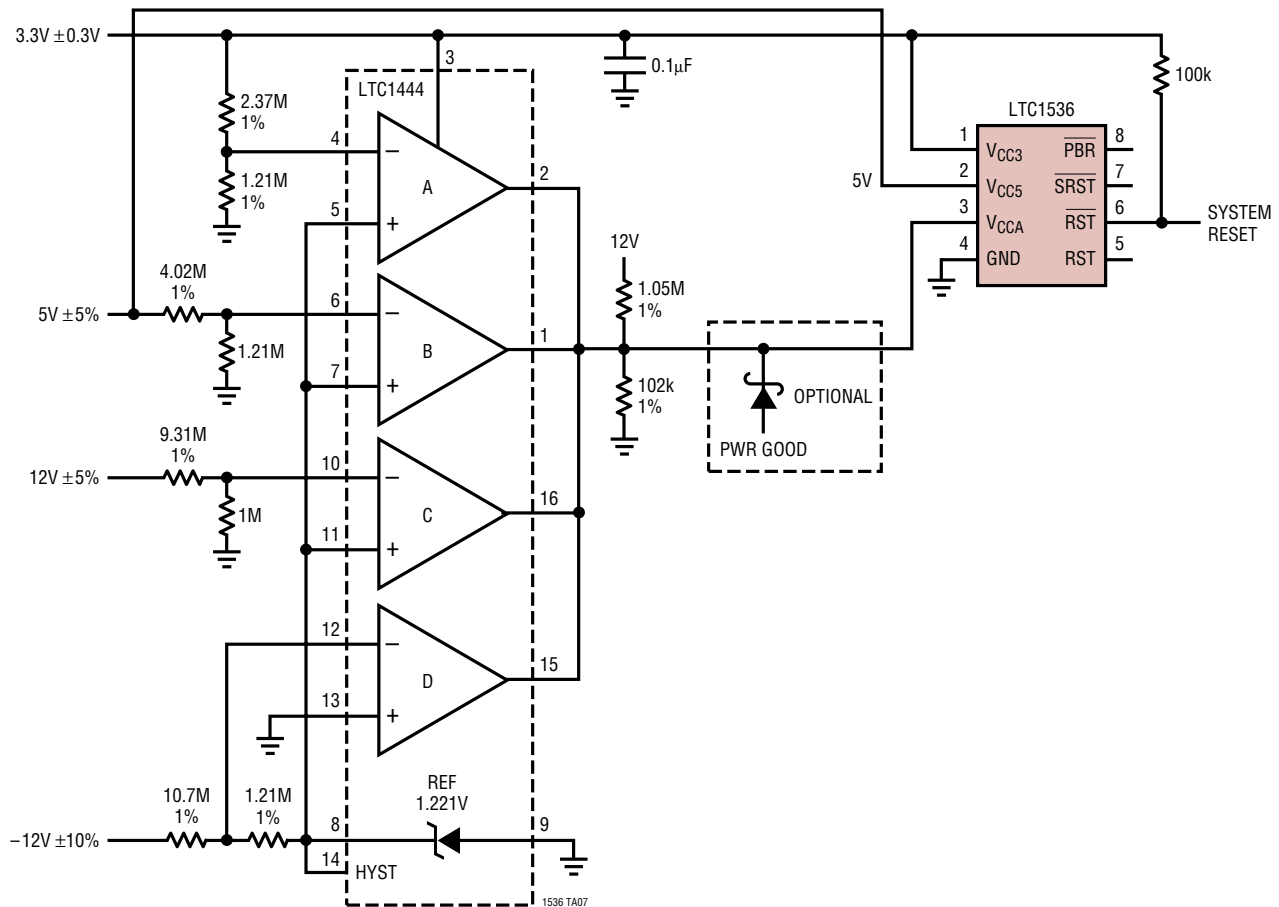 3.3V ±0.3V
3
0.1µF
100k
LTC1444
2.37M
1%
4
−
A
2
1.21M
1%
5
+
LTC1536
1
VCC3
PBR
8
5V
2
VCC5
SRST
7
3
VCCA
RST
6
SYSTEM
RESET
4
GND
RST
5
4.02M
1%
5V ±5%
6
−
B
1
1.21M
7
+
12V
1.05M
1%
102k
1%
OPTIONAL
PWR GOOD
9.31M
1%
12V ±5%
10
−
C
16
1M
11
+
12
−
D
15
13
+
10.7M
1%
1.21M
1%
REF
1.221V
−12V ±10%
8
9
14
HYST
1536 TA07